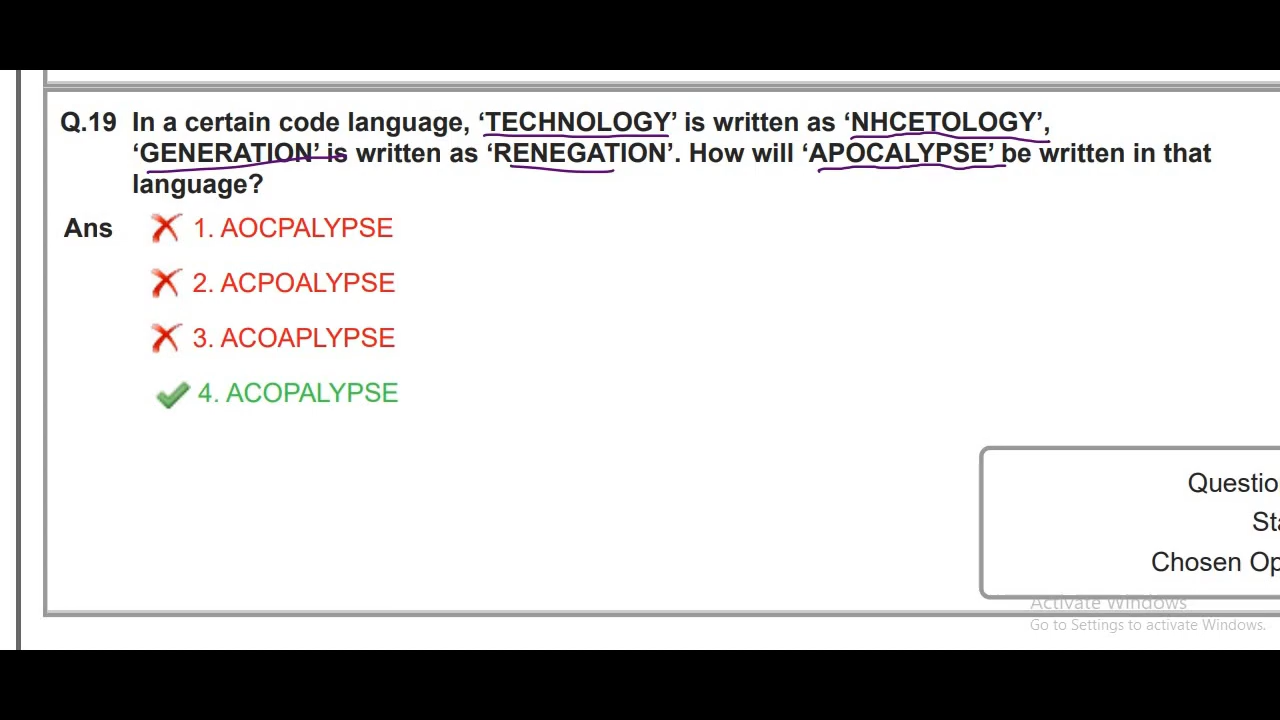 Q.19 In a certain code language, ‘TECHNOLOGY’ is written as ‘NHCETOLOGY’,
‘GENERATION’ is written as ‘RENEGATION’. How will ‘APOCALYPSE’ be written in that
language?
Ans 1. AOCPALYPSE
2. ACPOALYPSE
3. ACOAPLYPSE
4. ACOPALYPSE
Questio
Sta
Chosen Op
Activate Windows
Go to Settings to activate Windows.